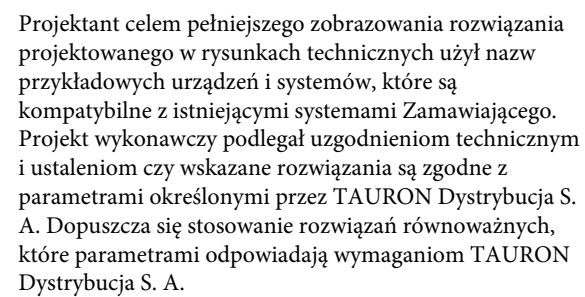 Projektant celem pełniejszego zobrazowania rozwiązania
projektowanego w rysunkach technicznych użył nazw
przykładowych urządzeń i systemów, które są
kompatybilne z istniejącymi systemami Zamawiającego.
Projekt wykonawczy podlegał uzgodnieniom technicznym
i ustaleniom czy wskazane rozwiązania są zgodne z
parametrami określonymi przez TAURON Dystrybucja S.
A. Dopuszcza się stosowanie rozwiązań równoważnych,
które parametrami odpowiadają wymaganiom TAURON
Dystrybucja S. A.